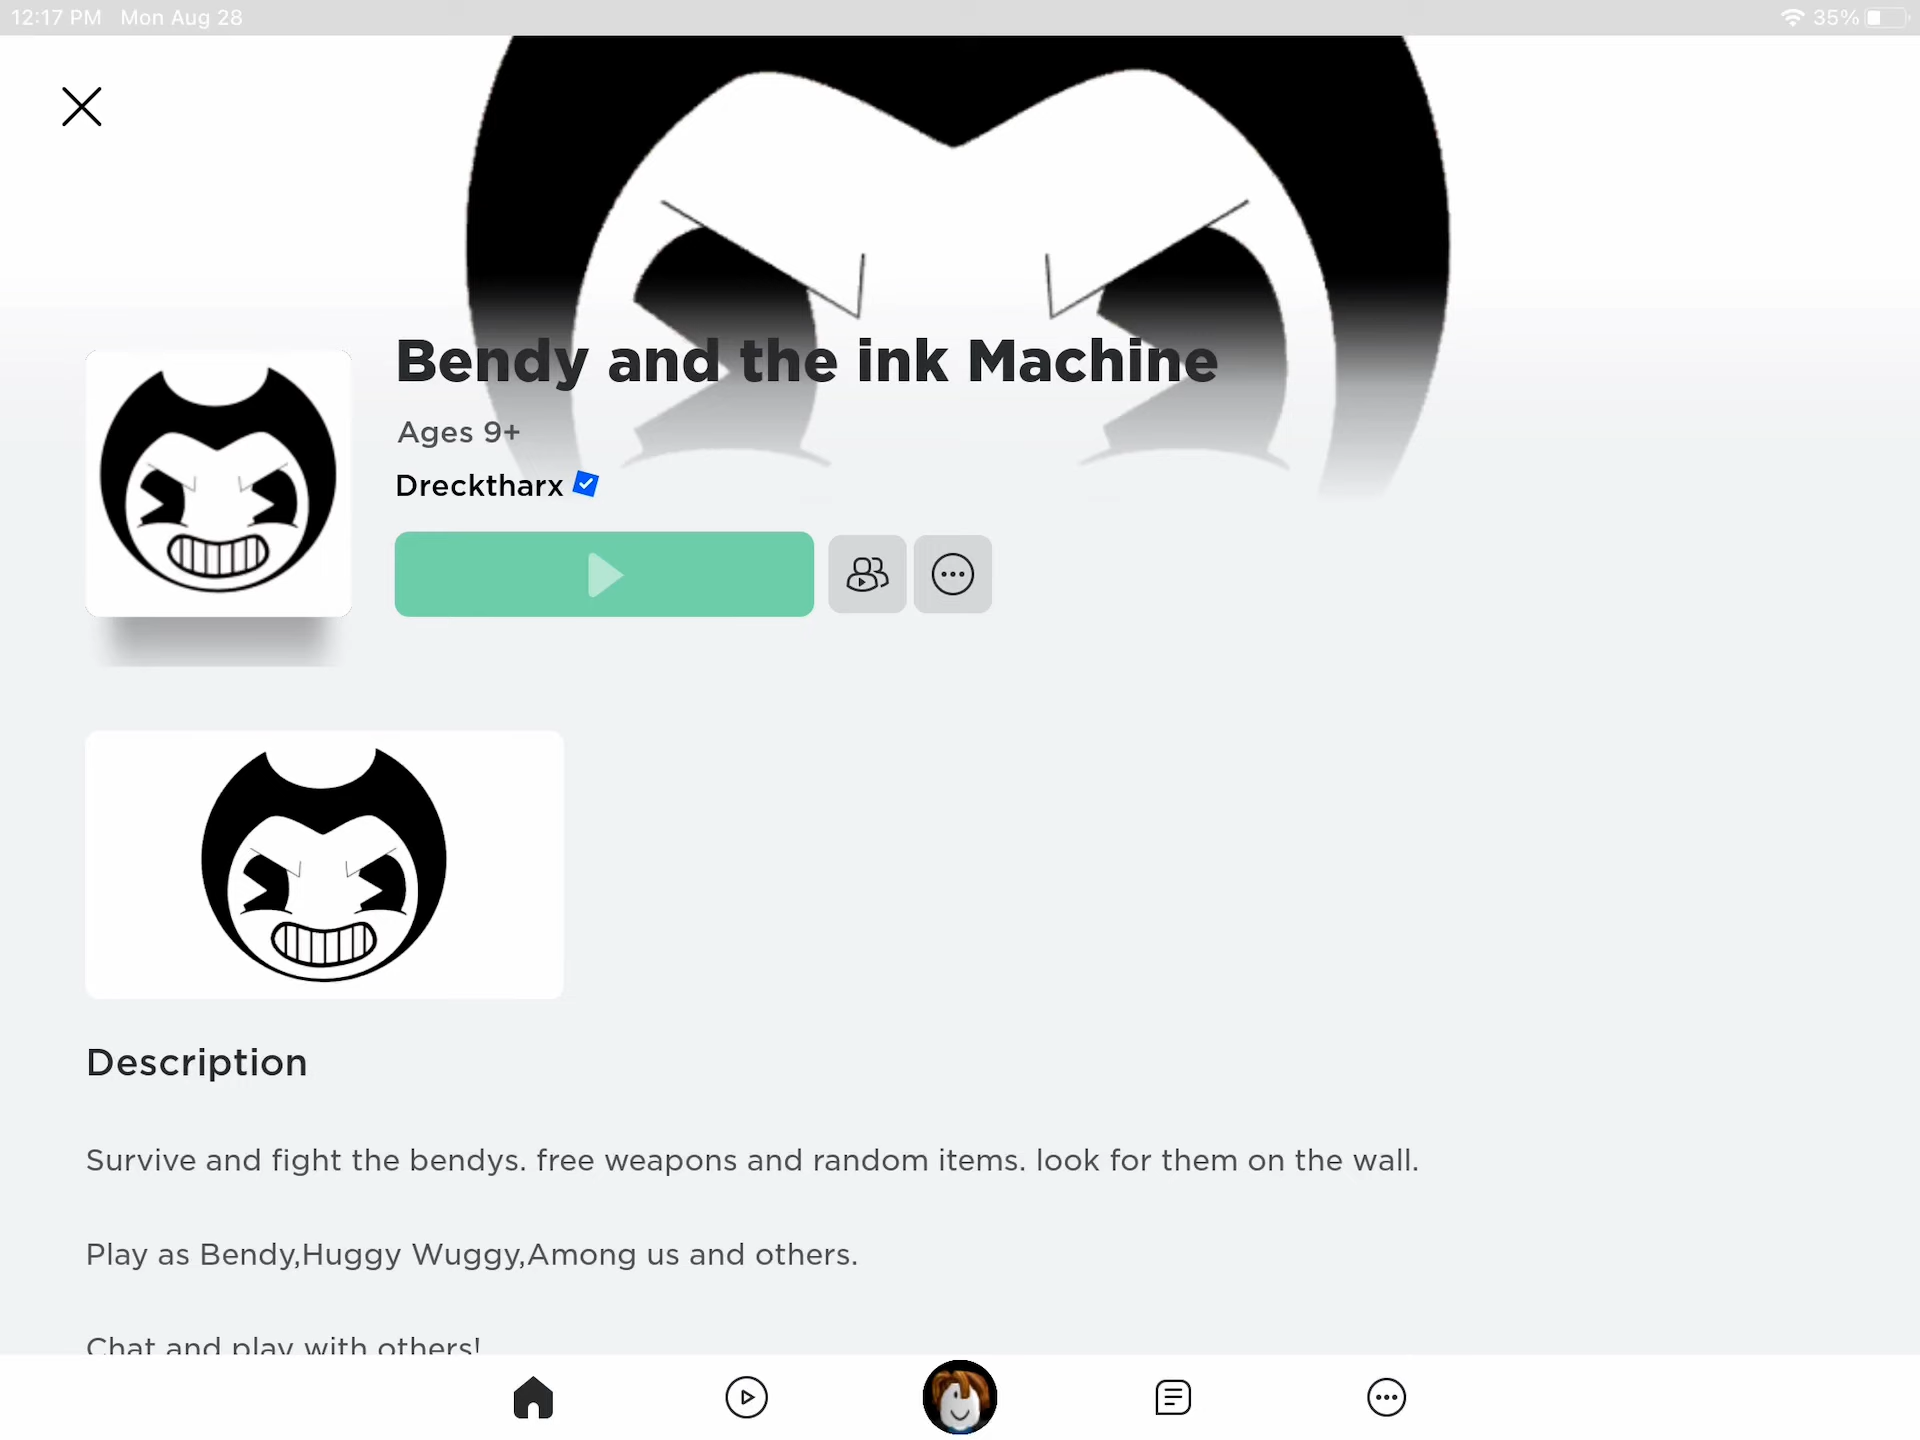 12:17 PM Mon Aug 28
35%
Bendy and the ink Machine
Ages 9+
Drecktharx
Description
Survive and fight the bendys. free weapons and random items. look for them on the wall.
Play as Bendy,Huggy Wuggy,Among us and others.
Chat and play with others!